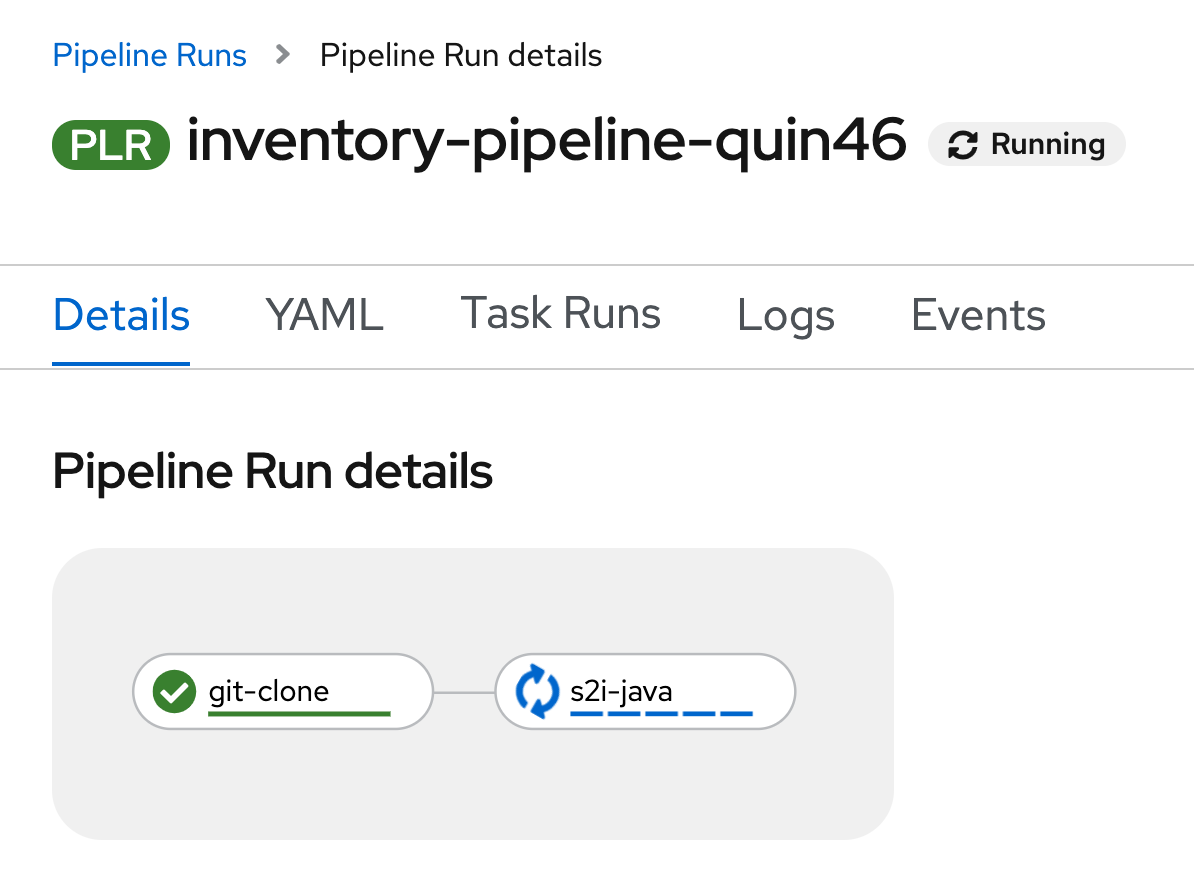 Pipeline Runs > Pipeline Run details
PLR inventory-pipeline-quin46 Running
Details YAML Task Runs Logs Events
Pipeline Run details
git-clone s2i-java